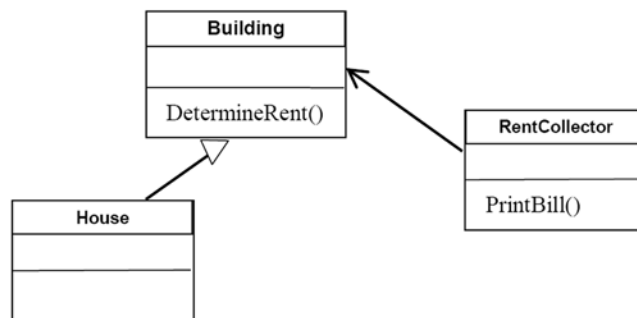 Building
DetermineRent()
RentCollector
PrintBill()
House